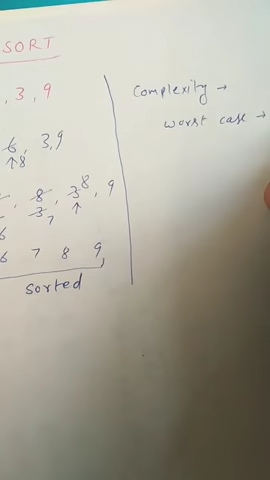 SORT
, 3, 9
6, 3, 9
↑8
, 8, 3 8, 9
3 7 ↑
6
6 7 8 9,
sorted
Complexity →
worst case →